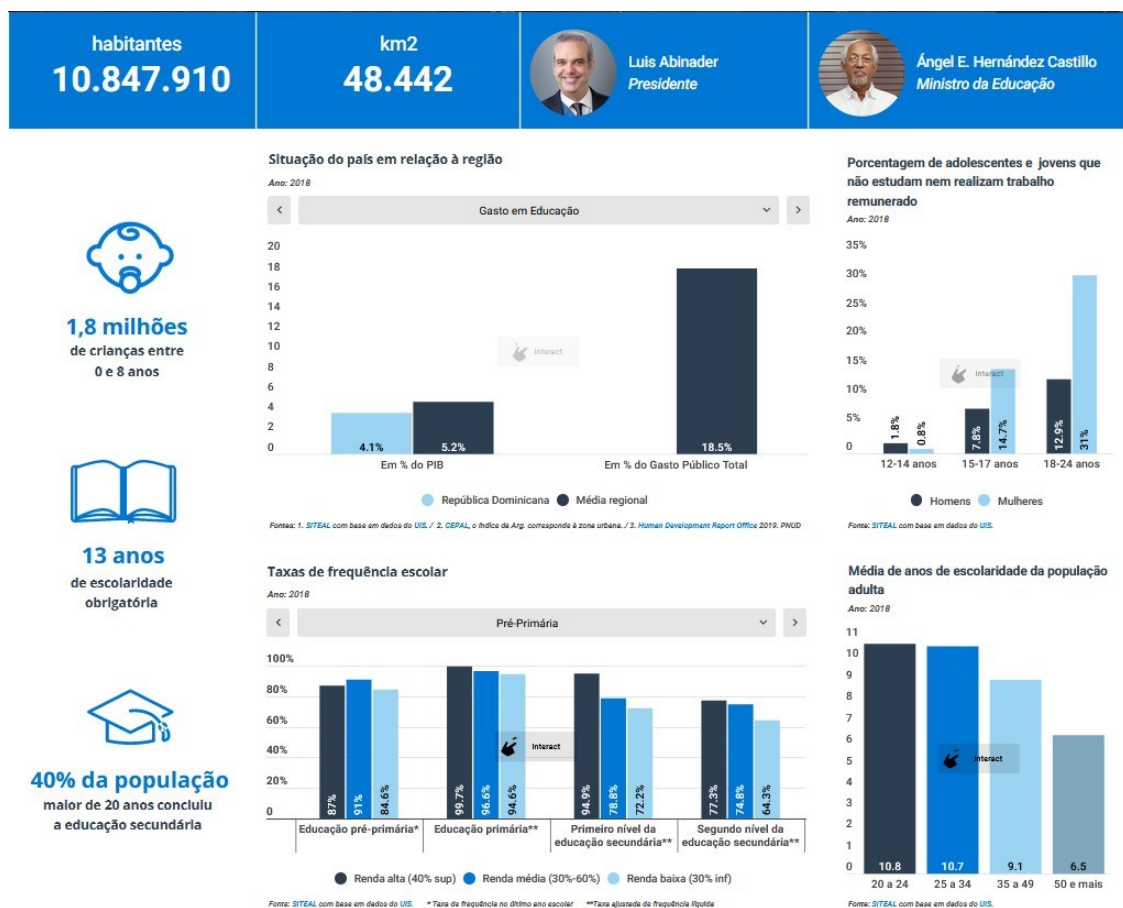 habitantes
10.847.910
km2
48.442
Luis Abinader
Presidente
Ángel E. Hernández Castillo
Ministro da Educação
1,8 milhões
de crianças entre
0 e 8 anos
13 anos
de escolaridade
obrigatória
40% da população
maior de 20 anos concluiu
a educação secundária
Situação do país em relação à região
Ano: 2018
Gasto em Educação
20
18
16
14
12
10
8
6
4
2
0
Interact
4.1% 5.2% 18.5%
Em % do PIB Em % do Gasto Público Total
República Dominicana Média regional
Fontes: 1. SITEAL com base em dados do UIS. / 2. CEPAL, o índice da Arg. corresponde à zona urbana. / 3. Human Development Report Office 2019. PNUD
Porcentagem de adolescentes e jovens que
não estudam nem realizam trabalho
remunerado
Ano: 2018
35%
30%
25%
20%
15%
10%
5%
0
Interact
1.8% 0.8% 7.8% 14.7% 12.9% 31%
12-14 anos 15-17 anos 18-24 anos
Homens Mulheres
Fonte: SITEAL com base em dados do UIS.
Taxas de frequência escolar
Ano: 2018
Pré-Primária
100%
80%
60%
40%
20%
0
Interact
87% 91% 84.6% 99.7% 96.6% 94.6% 94.9% 78.8% 72.2% 77.3% 74.8% 64.3%
Educação pré-primária* Educação primária** Primeiro nível da Segundo nível da
educação secundária** educação secundária**
Renda alta (40% sup) Renda média (30%-60%) Renda baixa (30% inf)
Fonte: SITEAL com base em dados do UIS. * Taxa de frequência no último ano escolar **Taxa ajustada de frequência líquida
Média de anos de escolaridade da população
adulta
Ano: 2018
11
10
9
8
7
6
5
4
3
2
1
0
Interact
10.8 10.7 9.1 6.5
20 a 24 25 a 34 35 a 49 50 e mais
Fonte: SITEAL com base em dados do UIS.